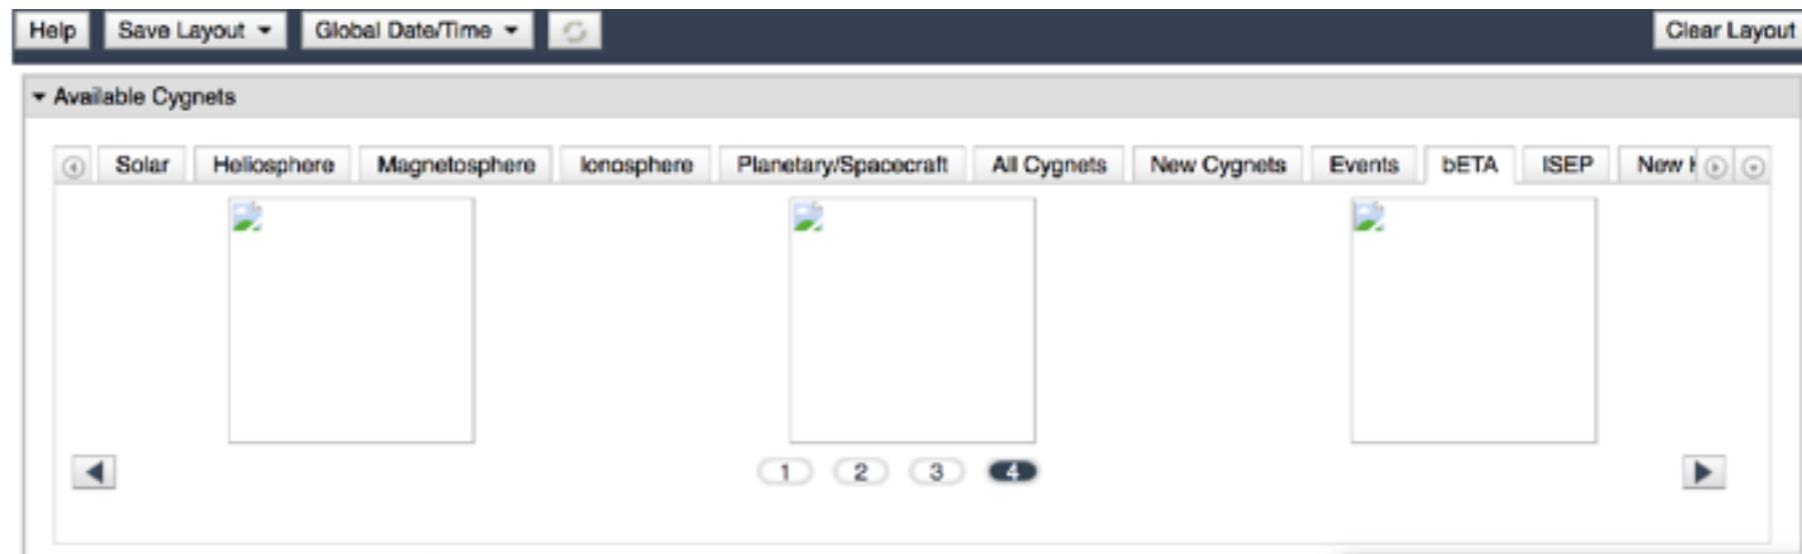 Help Save Layout Global Date/Time Clear Layout
Available Cygnets
Solar Heliosphere Magnetosphere Ionosphere Planetary/Spacecraft All Cygnets New Cygnets Events bETA ISEP New
1 2 3 4